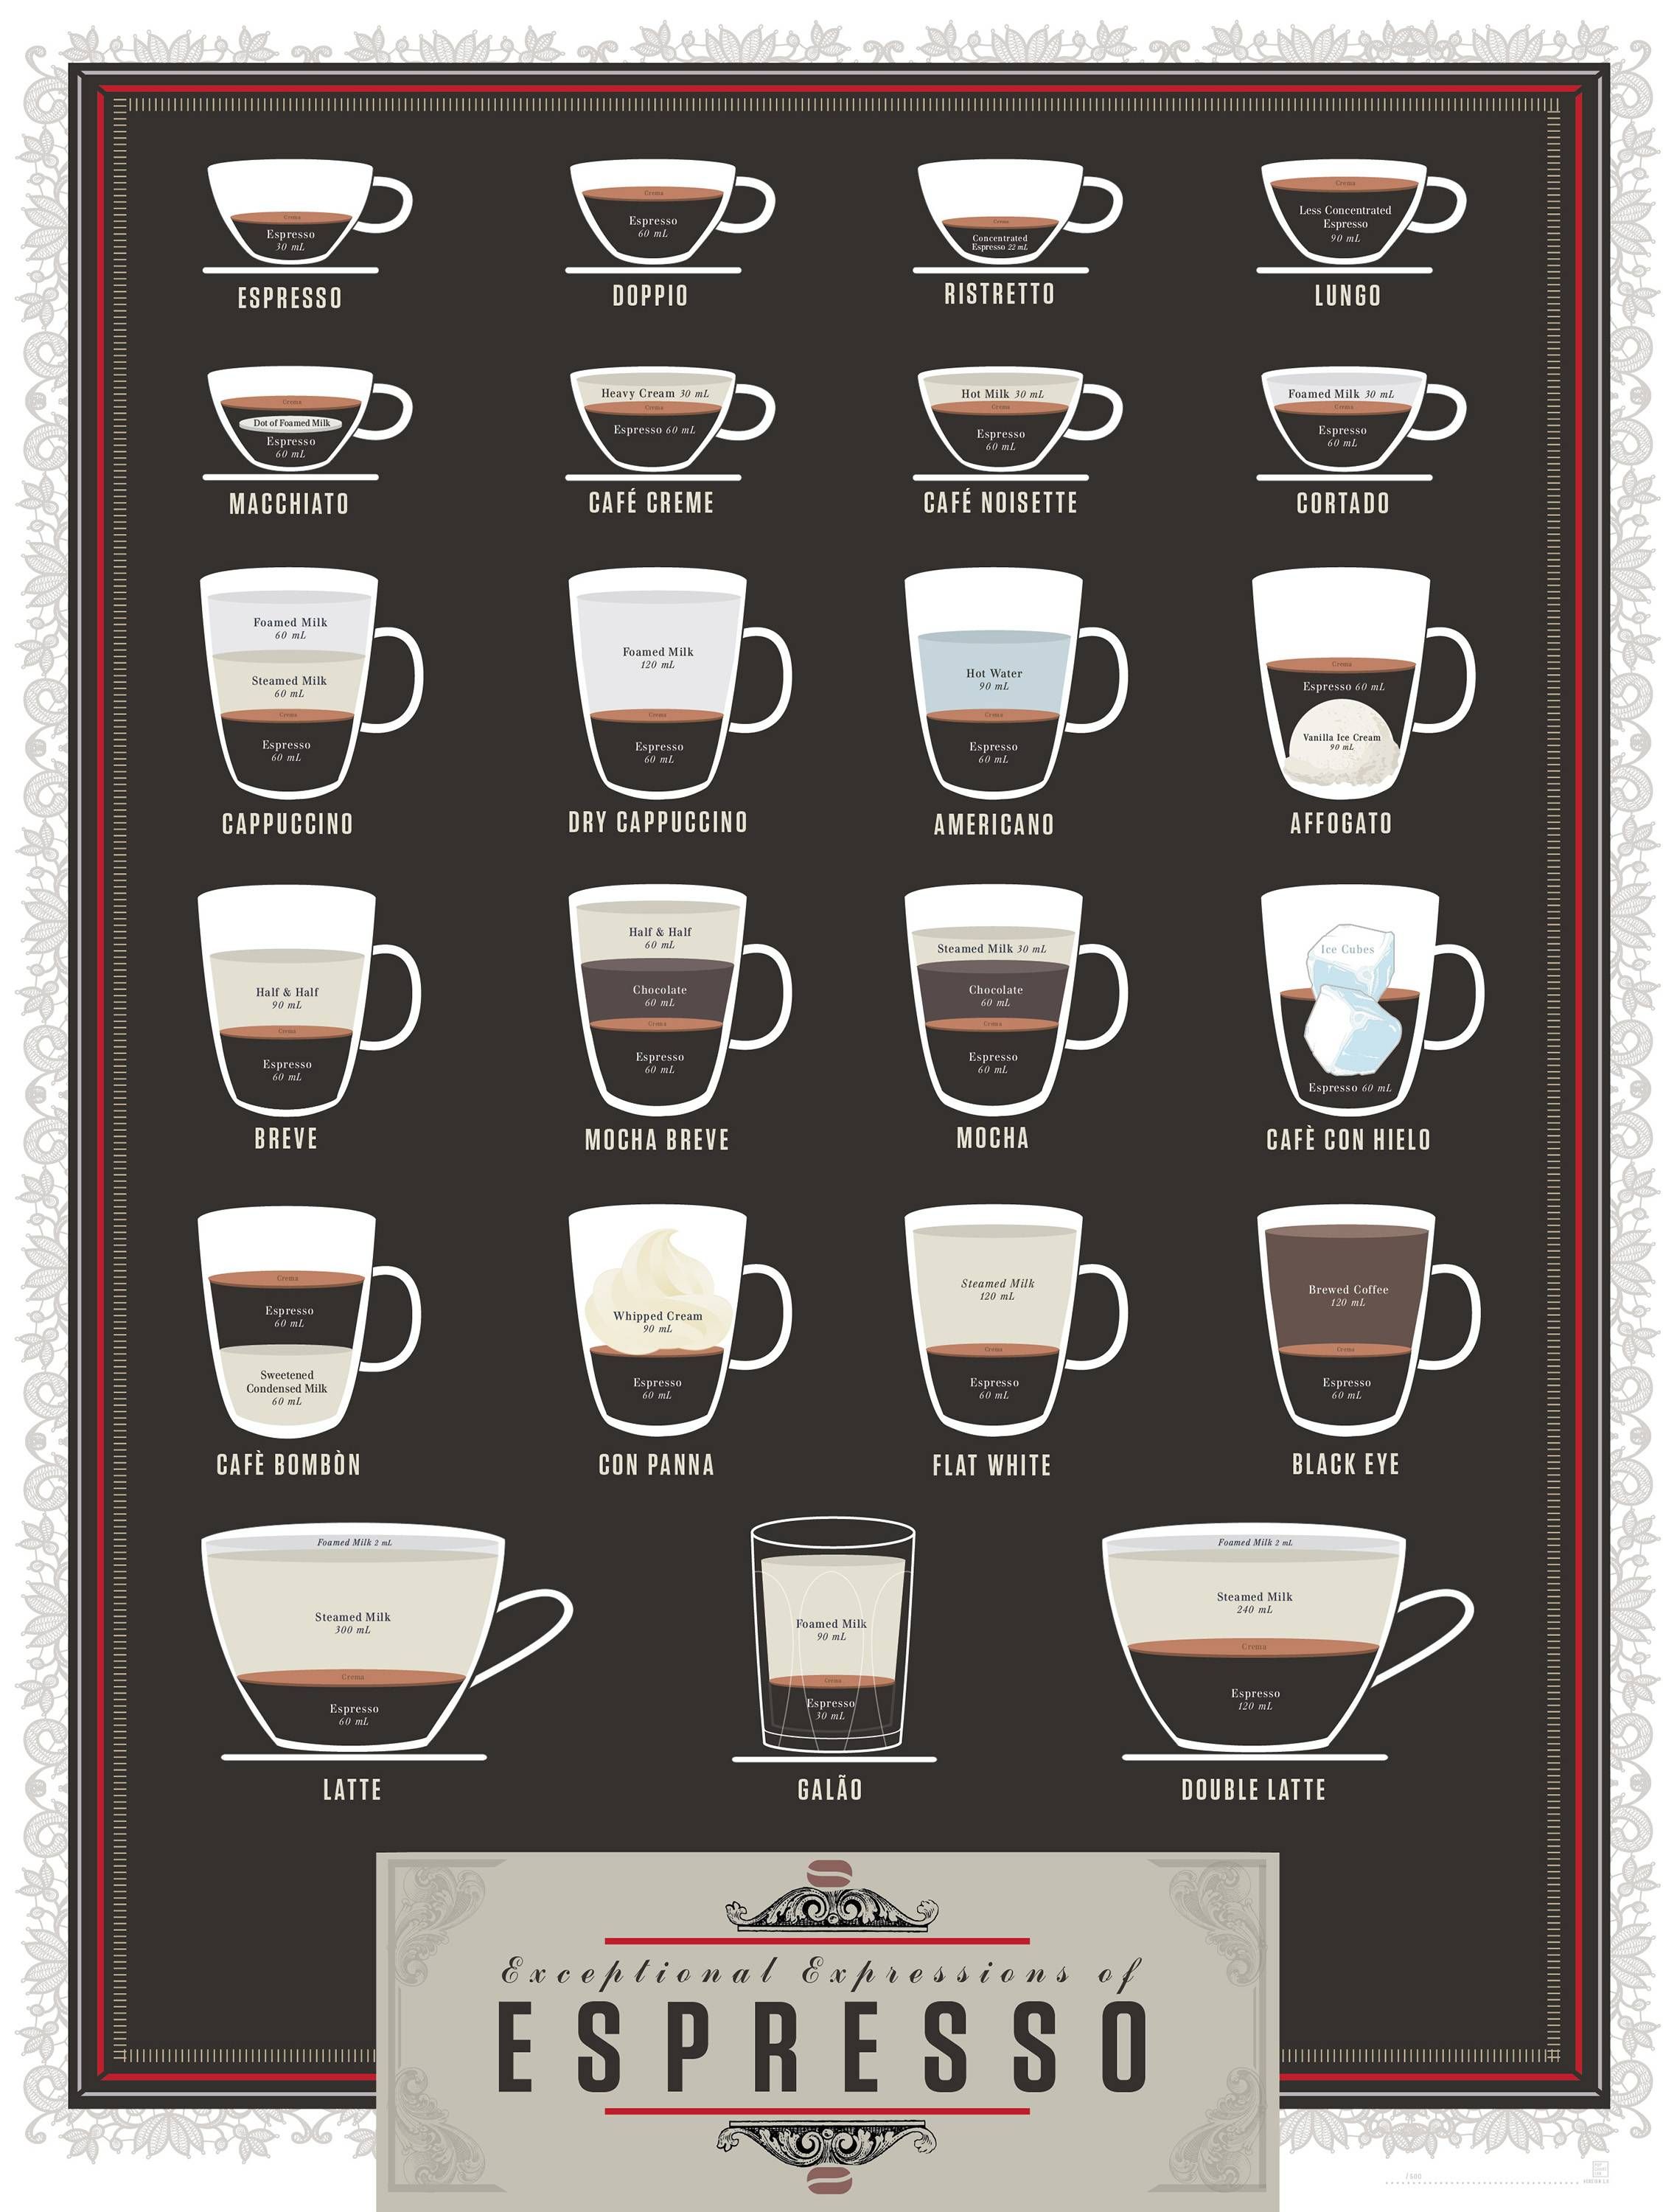 Crema
Espresso
30 mL
ESPRESSO
Crema
Espresso
60 mL
DOPPIO
Crema
Concentrated
Espresso 22 mL
RISTRETTO
Crema
Less Concentrated
Espresso
90 mL
LUNGO
Crema
Dot of Foamed Milk
Espresso
60 mL
MACCHIATO
Heavy Cream 30 mL
Crema
Espresso 60 mL
CAFÉ CREME
Hot Milk 30 mL
Crema
Espresso
60 mL
CAFÉ NOISETTE
Foamed Milk 30 mL
Crema
Espresso
60 mL
CORTADO
Foamed Milk
60 mL
Steamed Milk
60 mL
Crema
Espresso
60 mL
CAPPUCCINO
Foamed Milk
120 mL
Crema
Espresso
60 mL
DRY CAPPUCCINO
Hot Water
90 mL
Crema
Espresso
60 mL
AMERICANO
Crema
Espresso 60 mL
Vanilla Ice Cream
90 mL
AFFOGATO
Half & Half
90 mL
Crema
Espresso
60 mL
BREVE
Half & Half
60 mL
Chocolate
60 mL
Crema
Espresso
60 mL
MOCHA BREVE
Steamed Milk 30 mL
Chocolate
60 mL
Crema
Espresso
60 mL
MOCHA
Ice Cubes
Espresso 60 mL
CAFÈ CON HIELO
Crema
Espresso
60 mL
Sweetened
Condensed Milk
60 mL
CAFÈ BOMBÒN
Whipped Cream
90 mL
Espresso
60 mL
CON PANNA
Steamed Milk
120 mL
Crema
Espresso
60 mL
FLAT WHITE
Brewed Coffee
120 mL
Crema
Espresso
60 mL
BLACK EYE
Foamed Milk 2 mL
Steamed Milk
300 mL
Crema
Espresso
60 mL
LATTE
Foamed Milk
90 mL
Crema
Espresso
30 mL
GALÃO
Foamed Milk 2 mL
Steamed Milk
240 mL
Crema
Espresso
120 mL
DOUBLE LATTE
Exceptional Expressions of
ESPRESSO
/500